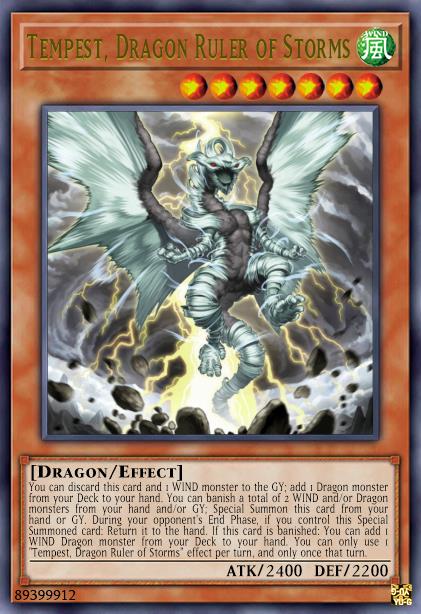 TEMPEST, DRAGON RULER OF STORMS
WIND
風
[DRAGON/EFFECT]
You can discard this card and 1 WIND monster to the GY; add 1 Dragon monster
from your Deck to your hand. You can banish a total of 2 WIND and/or Dragon
monsters from your hand and/or GY; Special Summon this card from your
hand or GY. During your opponent's End Phase, if you control this Special
Summoned card: Return it to the hand. If this card is banished: You can add 1
WIND Dragon monster from your Deck to your hand. You can only use 1
"Tempest, Dragon Ruler of Storms" effect per turn, and only once that turn.
ATK/2400 DEF/2200
89399912